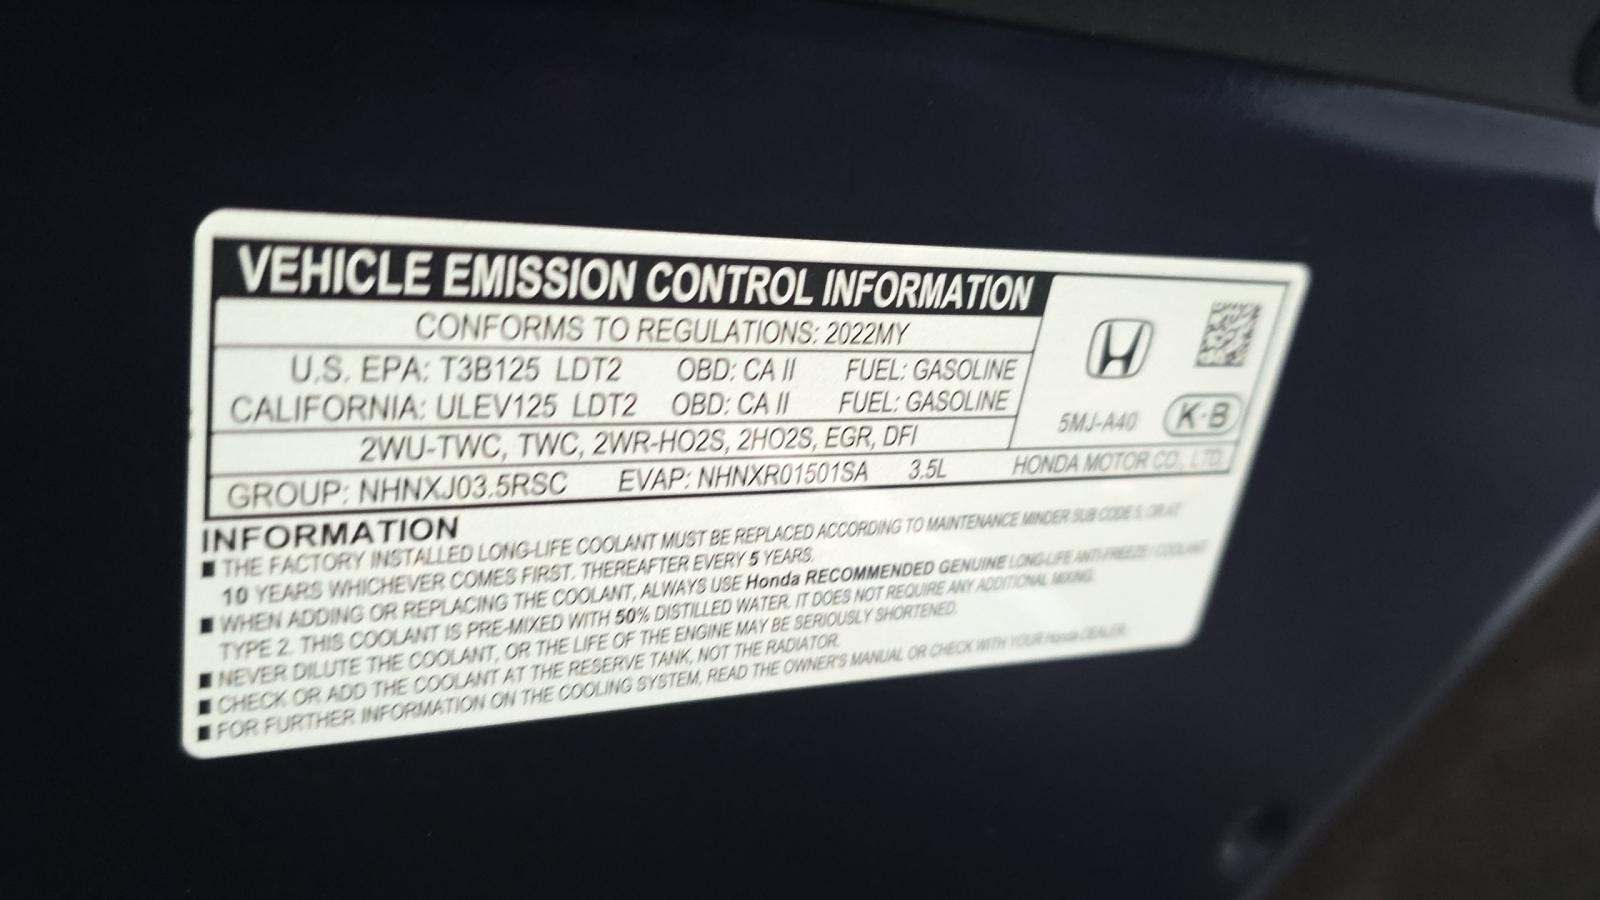 VEHICLE EMISSION CONTROL INFORMATION
CONFORMS TO REGULATIONS: 2022MY
U.S. EPA: T3B125 LDT2 OBD: CA II FUEL: GASOLINE
CALIFORNIA: ULEV125 LDT2 OBD: CA II FUEL: GASOLINE
2WU-TWC, TWC, 2WR-HO2S, 2HO2S, EGR, DFI
GROUP: NHNXJ03.5RSC EVAP: NHNXR01501SA 3.5L
5MJ-A40 K-B
HONDA MOTOR CO., LTD.
INFORMATION
■ THE FACTORY INSTALLED LONG-LIFE COOLANT MUST BE REPLACED ACCORDING TO MAINTENANCE MINDER SUB CODE 5, OR AT
10 YEARS WHICHEVER COMES FIRST. THEREAFTER EVERY 5 YEARS.
■ WHEN ADDING OR REPLACING THE COOLANT, ALWAYS USE Honda RECOMMENDED GENUINE LONG-LIFE ANTI-FREEZE / COOLANT
TYPE 2. THIS COOLANT IS PRE-MIXED WITH 50% DISTILLED WATER. IT DOES NOT REQUIRE ANY ADDITIONAL MIXING.
■ NEVER DILUTE THE COOLANT, OR THE LIFE OF THE ENGINE MAY BE SERIOUSLY SHORTENED.
■ CHECK OR ADD THE COOLANT AT THE RESERVE TANK, NOT THE RADIATOR.
■ FOR FURTHER INFORMATION ON THE COOLING SYSTEM, READ THE OWNER'S MANUAL OR CHECK WITH YOUR Honda DEALER.